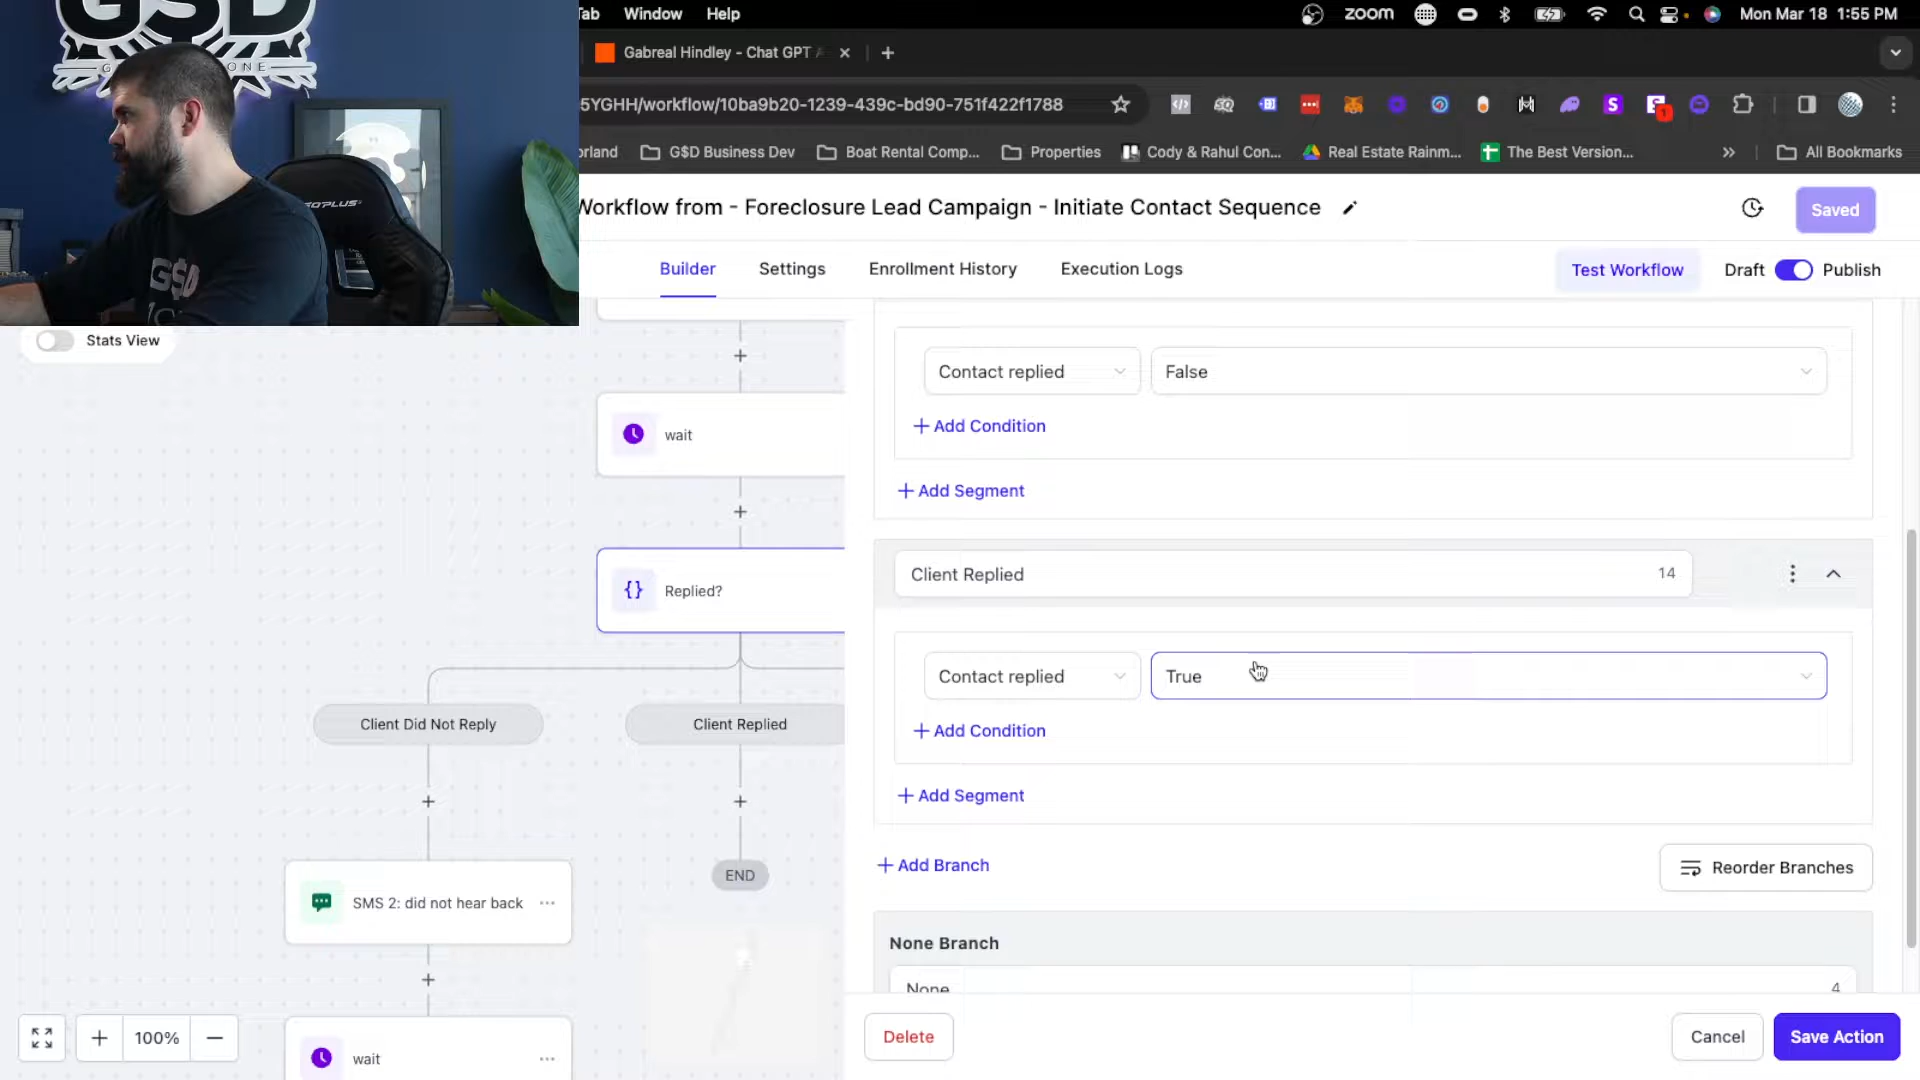 GSD
ONE
G$D
GTPLUS
Tab
Window
Help
zoom
Mon Mar 18 1:55 PM
Gabreal Hindley - Chat GPT A
5YGHH/workflow/10ba9b20-1239-439c-bd90-751f422f1788
1
orland
G$D Business Dev
Boat Rental Comp...
Properties
Cody & Rahul Con...
Real Estate Rainm...
The Best Version...
All Bookmarks
Workflow from - Foreclosure Lead Campaign - Initiate Contact Sequence
Saved
Builder
Settings
Enrollment History
Execution Logs
Test Workflow
Draft
Publish
Stats View
wait
Replied?
Client Did Not Reply
Client Replied
END
SMS 2: did not hear back
wait
100%
Contact replied
False
+ Add Condition
+ Add Segment
Client Replied
14
Contact replied
True
+ Add Condition
+ Add Segment
+ Add Branch
Reorder Branches
None Branch
None
4
Delete
Cancel
Save Action